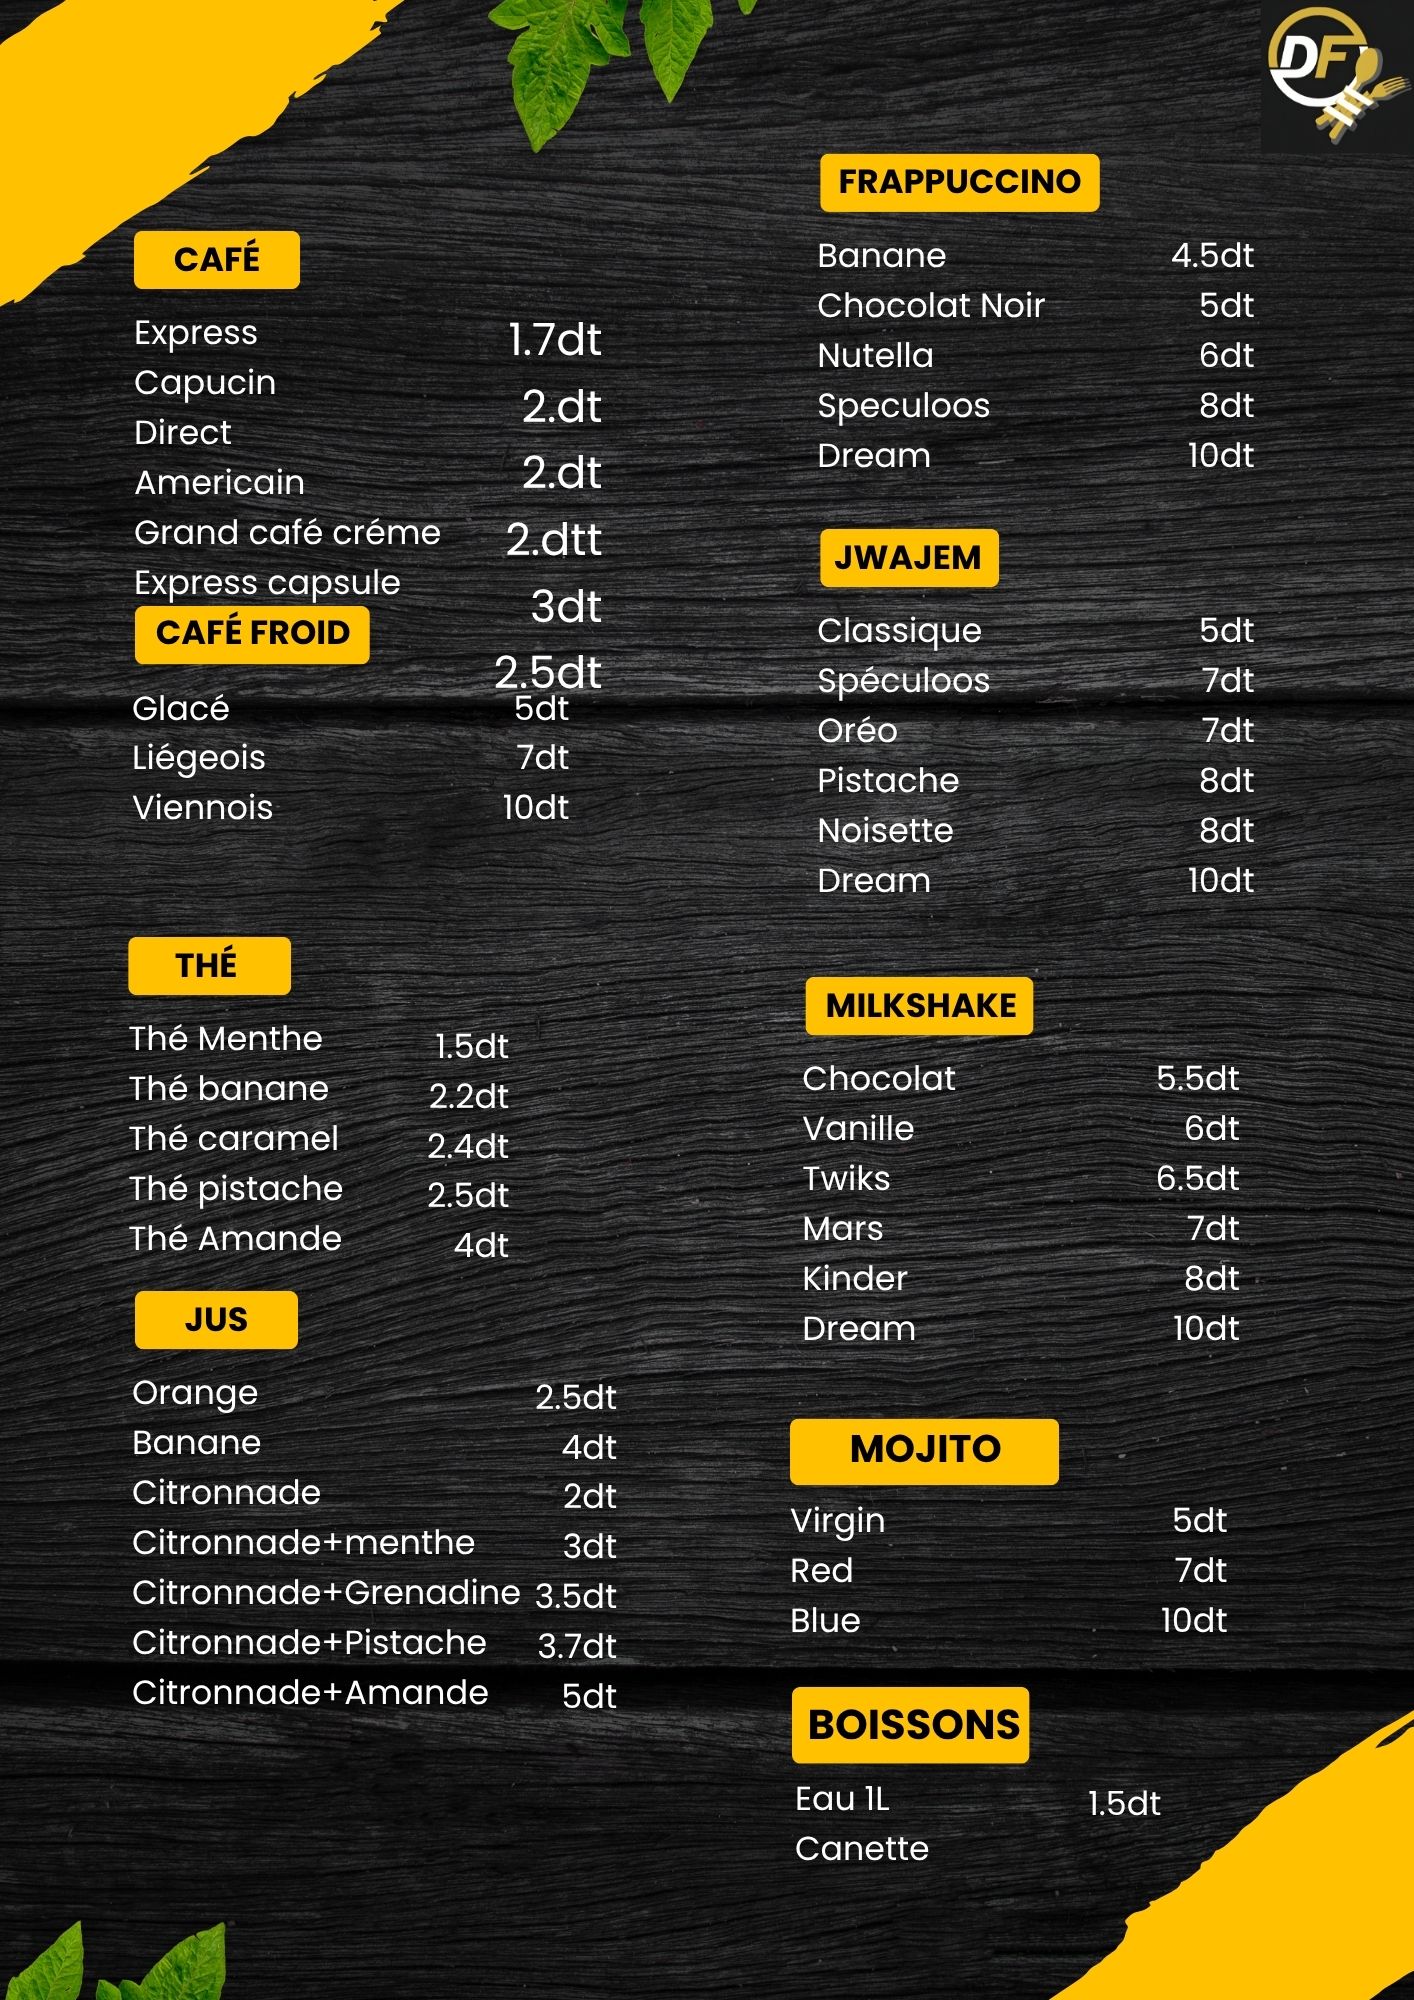 DF
CAFÉ
Express 1.7dt
Capucin 2.dt
Direct 2.dt
Americain 2.dtt
Grand café créme 3dt
Express capsule 2.5dt
CAFÉ FROID
Glacé 5dt
Liégeois 7dt
Viennois 10dt
THÉ
Thé Menthe 1.5dt
Thé banane 2.2dt
Thé caramel 2.4dt
Thé pistache 2.5dt
Thé Amande 4dt
JUS
Orange 2.5dt
Banane 4dt
Citronnade 2dt
Citronnade+menthe 3dt
Citronnade+Grenadine 3.5dt
Citronnade+Pistache 3.7dt
Citronnade+Amande 5dt
FRAPPUCCINO
Banane 4.5dt
Chocolat Noir 5dt
Nutella 6dt
Speculoos 8dt
Dream 10dt
JWAJEM
Classique 5dt
Spéculoos 7dt
Oréo 7dt
Pistache 8dt
Noisette 8dt
Dream 10dt
MILKSHAKE
Chocolat 5.5dt
Vanille 6dt
Twiks 6.5dt
Mars 7dt
Kinder 8dt
Dream 10dt
MOJITO
Virgin 5dt
Red 7dt
Blue 10dt
BOISSONS
Eau 1L 1.5dt
Canette